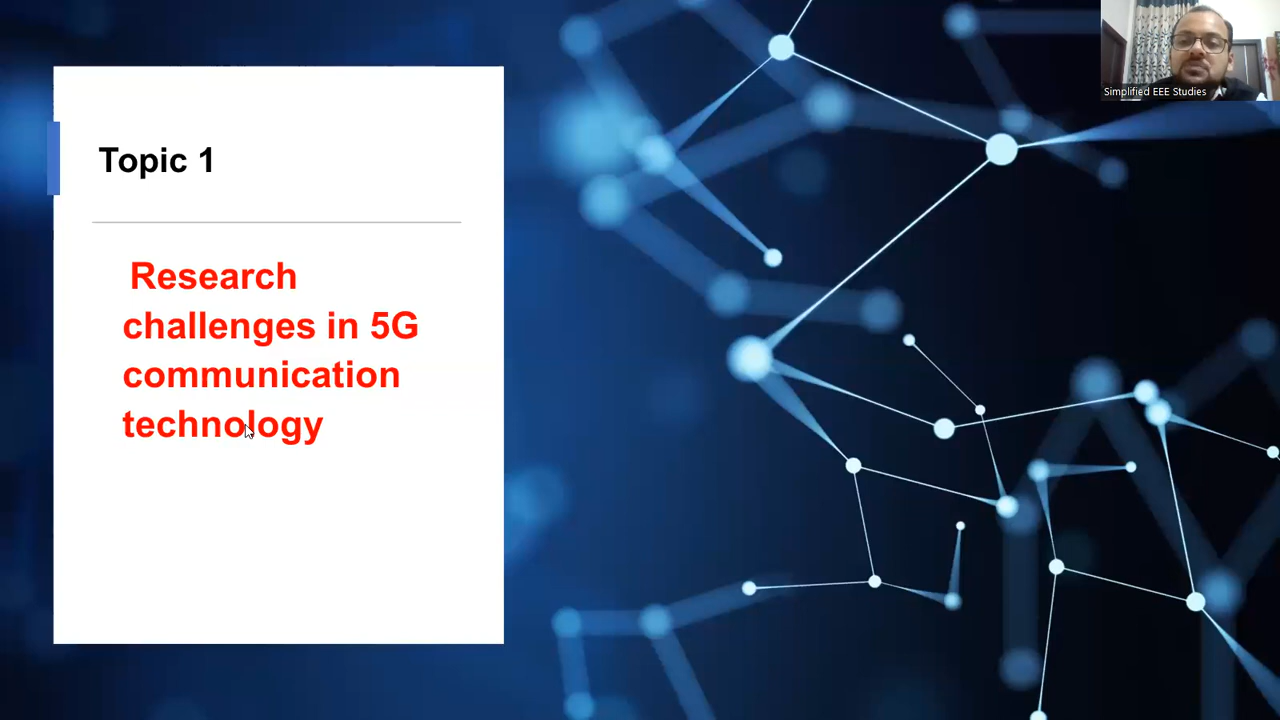 Simplified EEE Studies
Topic 1
Research
challenges in 5G
communication
technology